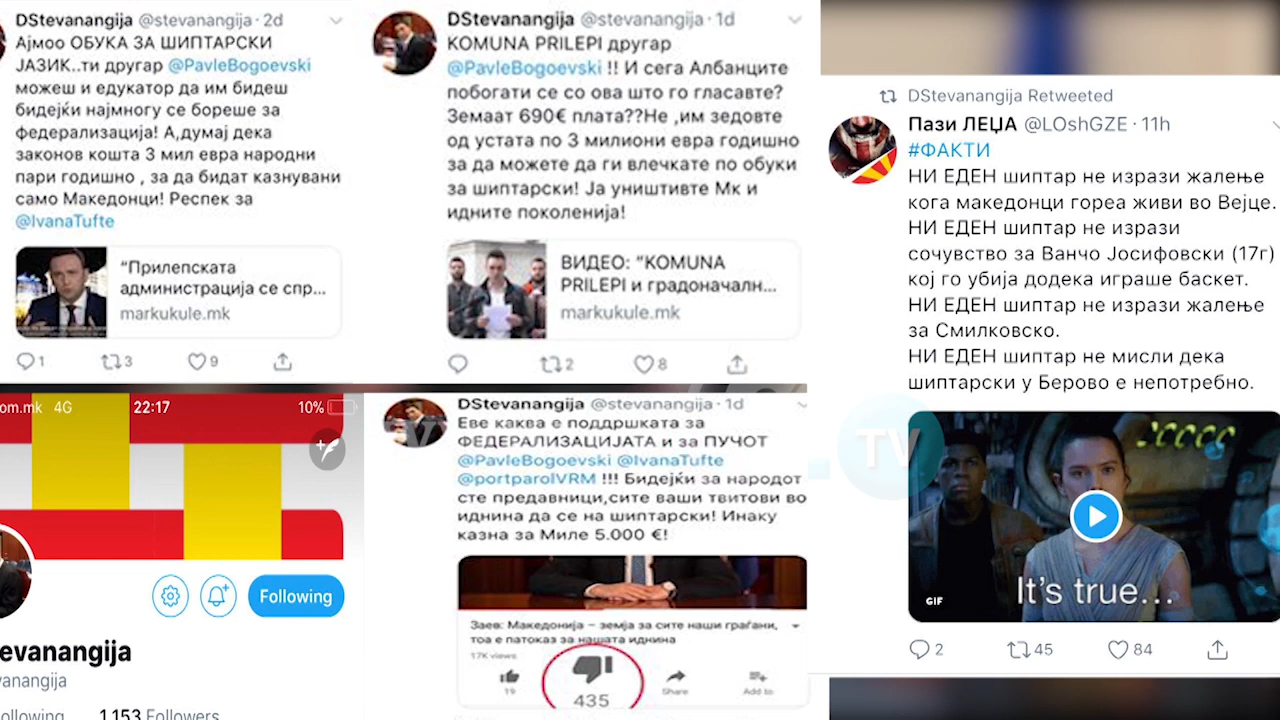 DStevanangija @stevanangija · 2d
Ајмоо ОБУКА ЗА ШИПТАРСКИ
ЈАЗИК..ти другар @PavleBogoevski
можеш и едукатор да им бидеш
бидејки најмногу се бореше за
федерализација! А,думај дека
законов кошта 3 мил евра народни
пари годишно , за да бидат казнувани
само Македонци! Респек за
@IvanaTufte
“Прилепската
администрација се спр...
markukule.mk
1 3 9
DStevanangija @stevanangija · 1d
KOMUNA PRILEPI другар
@PavleBogoevski !! И сега Албанците
побогати се со ова што го гласавте?
Земаат 690€ плата??Не ,им зедовте
од устата по 3 милиони евра годишно
за да можете да ги влечкате по обуки
за шиптарски! Ја уништивте Мк и
идните поколенија!
ВИДЕО: “KOMUNA
PRILEPI и градоначалн...
markukule.mk
2 8
DStevanangija Retweeted
Пази ЛЕЏА @LOshGZE · 11h
#ФАКТИ
НИ ЕДЕН шиптар не изрази жалење
кога македонци гореа живи во Вејце.
НИ ЕДЕН шиптар не изрази
сочувство за Ванчо Јосифовски (17г)
кој го убија додека играше баскет.
НИ ЕДЕН шиптар не изрази жалење
за Смилковско.
НИ ЕДЕН шиптар не мисли дека
шиптарски у Берово е непотребно.
It's true...
GIF
2 45 84
om.mk 4G 22:17 10%
Following
evanangija
vanangija
ollowing 1,153 Followers
DStevanangija @stevanangija · 1d
Еве каква е поддршката за
ФЕДЕРАЛИЗАЦИЈАТА и за ПУЧОТ
@PavleBogoevski @IvanaTufte
@portparolVRM !!! Бидејќи за народот
сте предавници,сите ваши твитови во
иднина да се на шиптарски! Инаку
казна за Миле 5.000 €!
Заев: Македонија – земја за сите наши граѓани,
тоа е патоказ за нашата иднина
17K views
19 435 Share Add to
TV